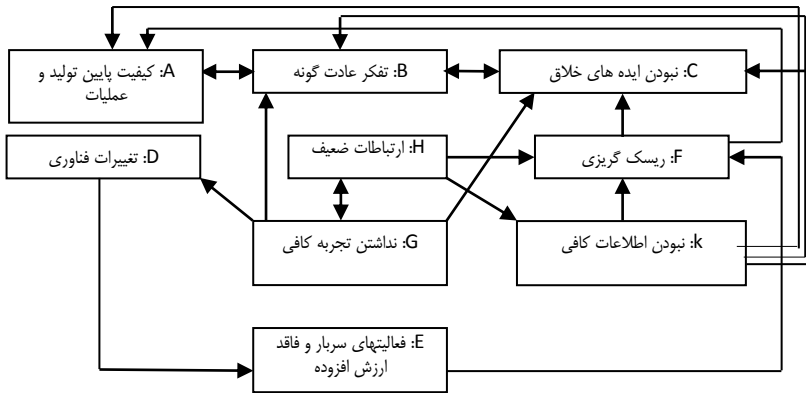 A: کیفیت پایین تولید و
عملیات
B: تفکر عادت گونه
C: نبودن ایده های خلاق
D: تغییرات فناوری
H: ارتباطات ضعیف
F: ریسک گریزی
G: نداشتن تجربه کافی
k: نبودن اطلاعات کافی
E: فعالیتهای سربار و فاقد
ارزش افزوده